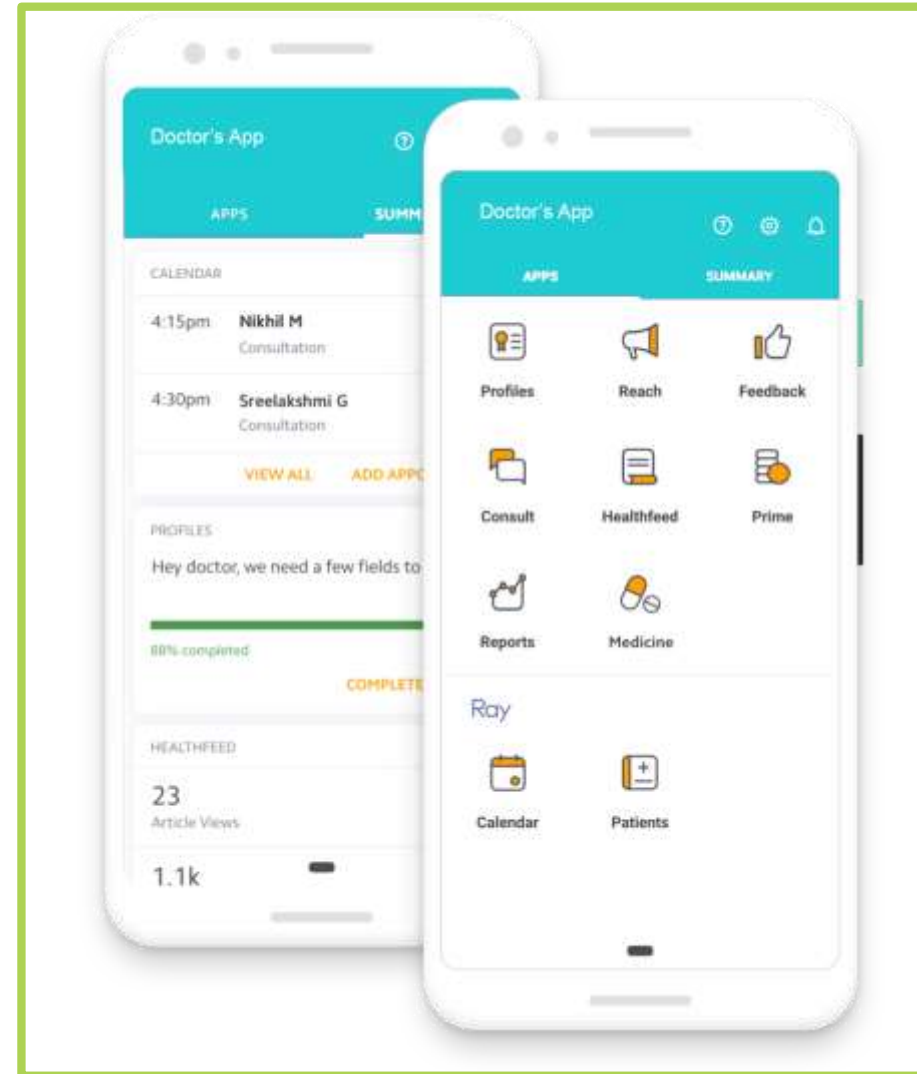 Doctor's App
APPS SUMM
CALENDAR
4:15pm Nikhil M
Consultation
4:30pm Sreelakshmi G
Consultation
VIEW ALL ADD APPO
PROFILES
Hey doctor, we need a few fields to
88% completed
COMPLETE
HEALTHFEED
23
Article Views
1.1k
Doctor's App
APPS SUMMARY
Profiles Reach Feedback
Consult Healthfeed Prime
Reports Medicine
Ray
Calendar Patients